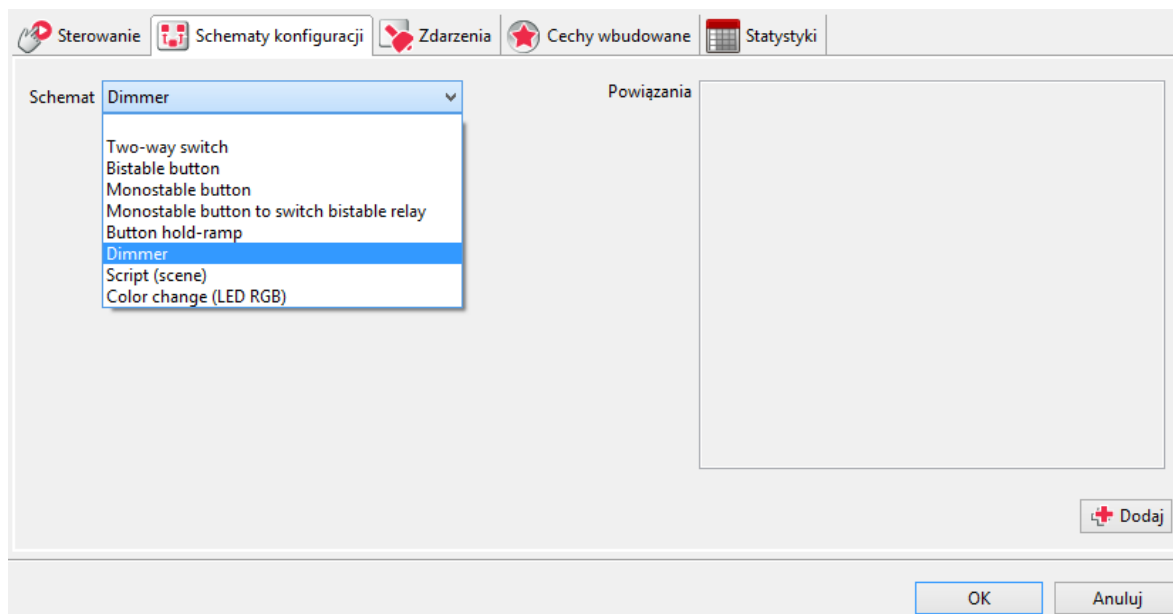 Sterowanie Schematy konfiguracji Zdarzenia Cechy wbudowane Statystyki
Schemat Dimmer Powiązania
Two-way switch
Bistable button
Monostable button
Monostable button to switch bistable relay
Button hold-ramp
Dimmer
Script (scene)
Color change (LED RGB)
Dodaj
OK Anuluj